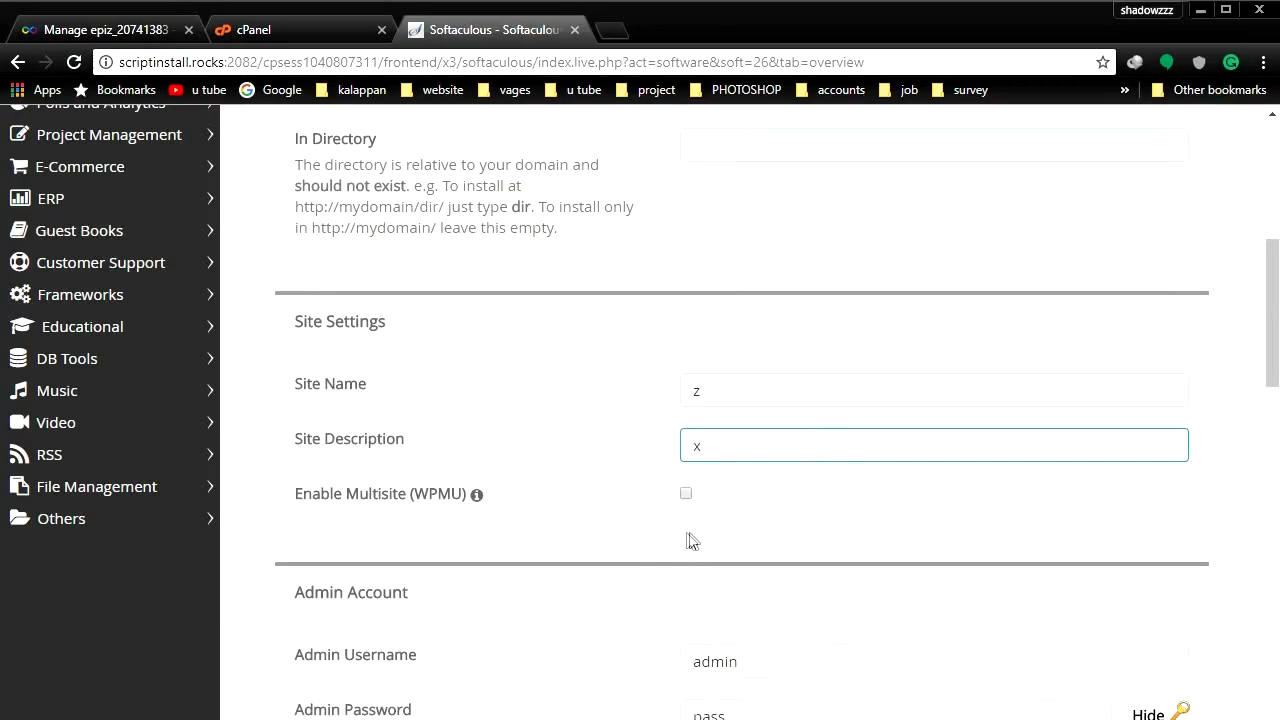 shadowzzz
Manage epiz_20741383 -
cPanel
Softaculous - Softaculou
scriptinstall.rocks:2082/cpsess1040807311/frontend/x3/softaculous/index.live.php?act=software&soft=26&tab=overview
Apps
Bookmarks
u tube
Google
kalappan
website
vages
u tube
project
PHOTOSHOP
accounts
job
survey
»
Other bookmarks
Polls and Analytics
Project Management
E-Commerce
ERP
Guest Books
Customer Support
Frameworks
Educational
DB Tools
Music
Video
RSS
File Management
Others
In Directory
The directory is relative to your domain and
should not exist. e.g. To install at
http://mydomain/dir/ just type dir. To install only
in http://mydomain/ leave this empty.
Site Settings
Site Name
z
Site Description
x
Enable Multisite (WPMU)
Admin Account
Admin Username
admin
Admin Password
pass
Hide